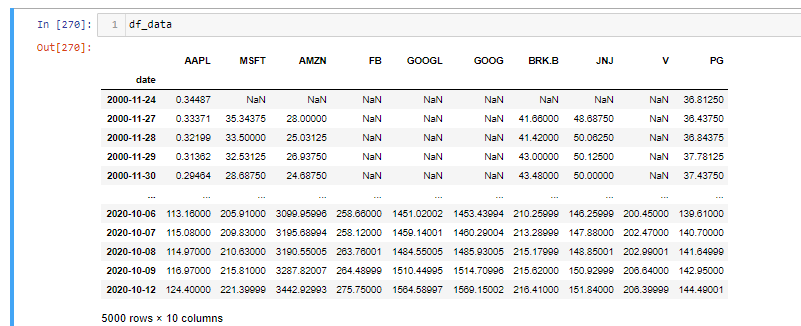 In [270]: 1 df_data
Out[270]:
AAPL MSFT AMZN FB GOOGL GOOG BRK.B JNJ V PG
date
2000-11-24 0.34487 NaN NaN NaN NaN NaN NaN NaN NaN 36.81250
2000-11-27 0.33371 35.34375 28.00000 NaN NaN NaN 41.66000 48.68750 NaN 36.43750
2000-11-28 0.32199 33.50000 25.03125 NaN NaN NaN 41.42000 50.06250 NaN 36.84375
2000-11-29 0.31362 32.53125 26.93750 NaN NaN NaN 43.00000 50.12500 NaN 37.78125
2000-11-30 0.29464 28.68750 24.68750 NaN NaN NaN 43.48000 50.00000 NaN 37.43750
... ... ... ... ... ... ... ... ... ... ...
2020-10-06 113.16000 205.91000 3099.95996 258.66000 1451.02002 1453.43994 210.25999 146.25999 200.45000 139.61000
2020-10-07 115.08000 209.83000 3195.68994 258.12000 1459.14001 1460.29004 213.28999 147.88000 202.47000 140.70000
2020-10-08 114.97000 210.63000 3190.55005 263.76001 1484.55005 1485.93005 215.17999 148.85001 202.99001 141.64999
2020-10-09 116.97000 215.81000 3287.82007 264.48999 1510.44995 1514.70996 215.62000 150.92999 206.64000 142.95000
2020-10-12 124.40000 221.39999 3442.92993 275.75000 1564.58997 1569.15002 216.41000 151.84000 206.39999 144.49001
5000 rows × 10 columns